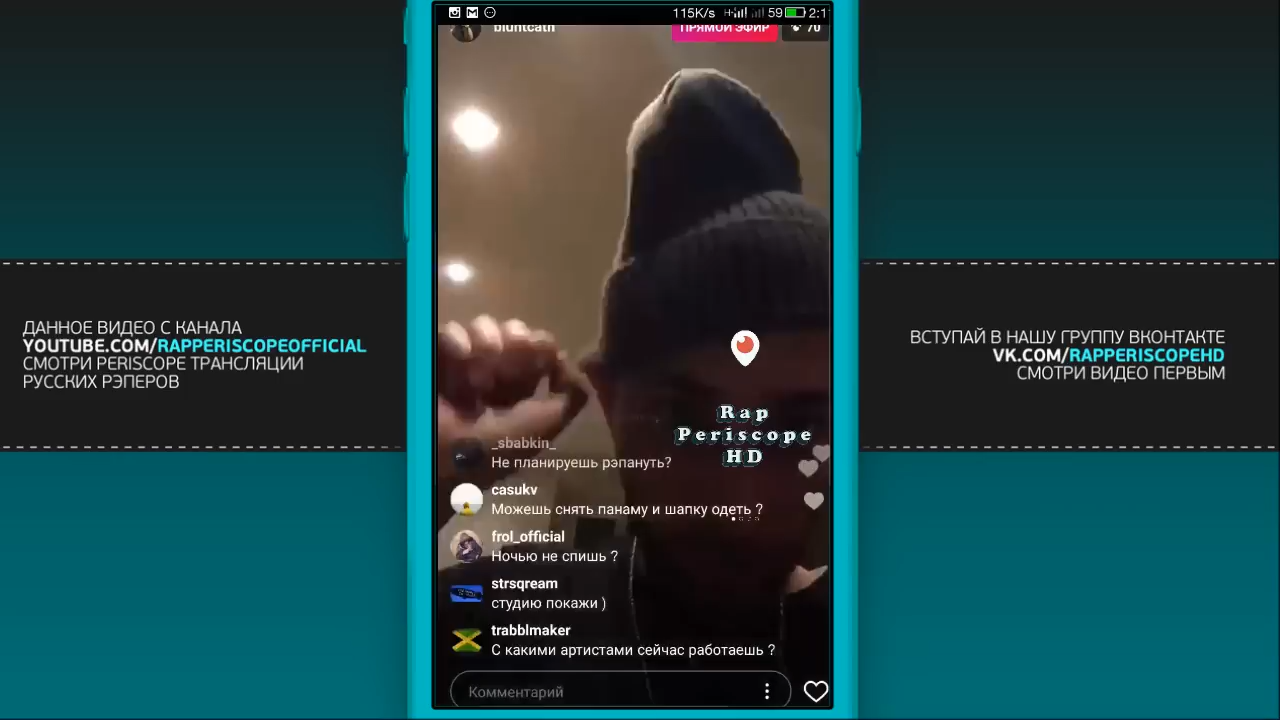 115K/s
59
2:1
bluntcath
ПРЯМОЙ ЭФИР
70
ДАННОЕ ВИДЕО С КАНАЛА
YOUTUBE.COM/RAPPERISCOPEOFFICIAL
СМОТРИ PERISCOPE ТРАНСЛЯЦИИ
РУССКИХ РЭПЕРОВ
ВСТУПАЙ В НАШУ ГРУППУ ВКОНТАКТЕ
VK.COM/RAPPERISCOPEHD
СМОТРИ ВИДЕО ПЕРВЫМ
Rap
Periscope
HD
_sbabkin_
Не планируешь рэпануть?
casukv
Можешь снять панаму и шапку одеть ?
frol_official
Ночью не спишь ?
strsqream
студию покажи )
trabblmaker
С какими артистами сейчас работаешь ?
Комментарий